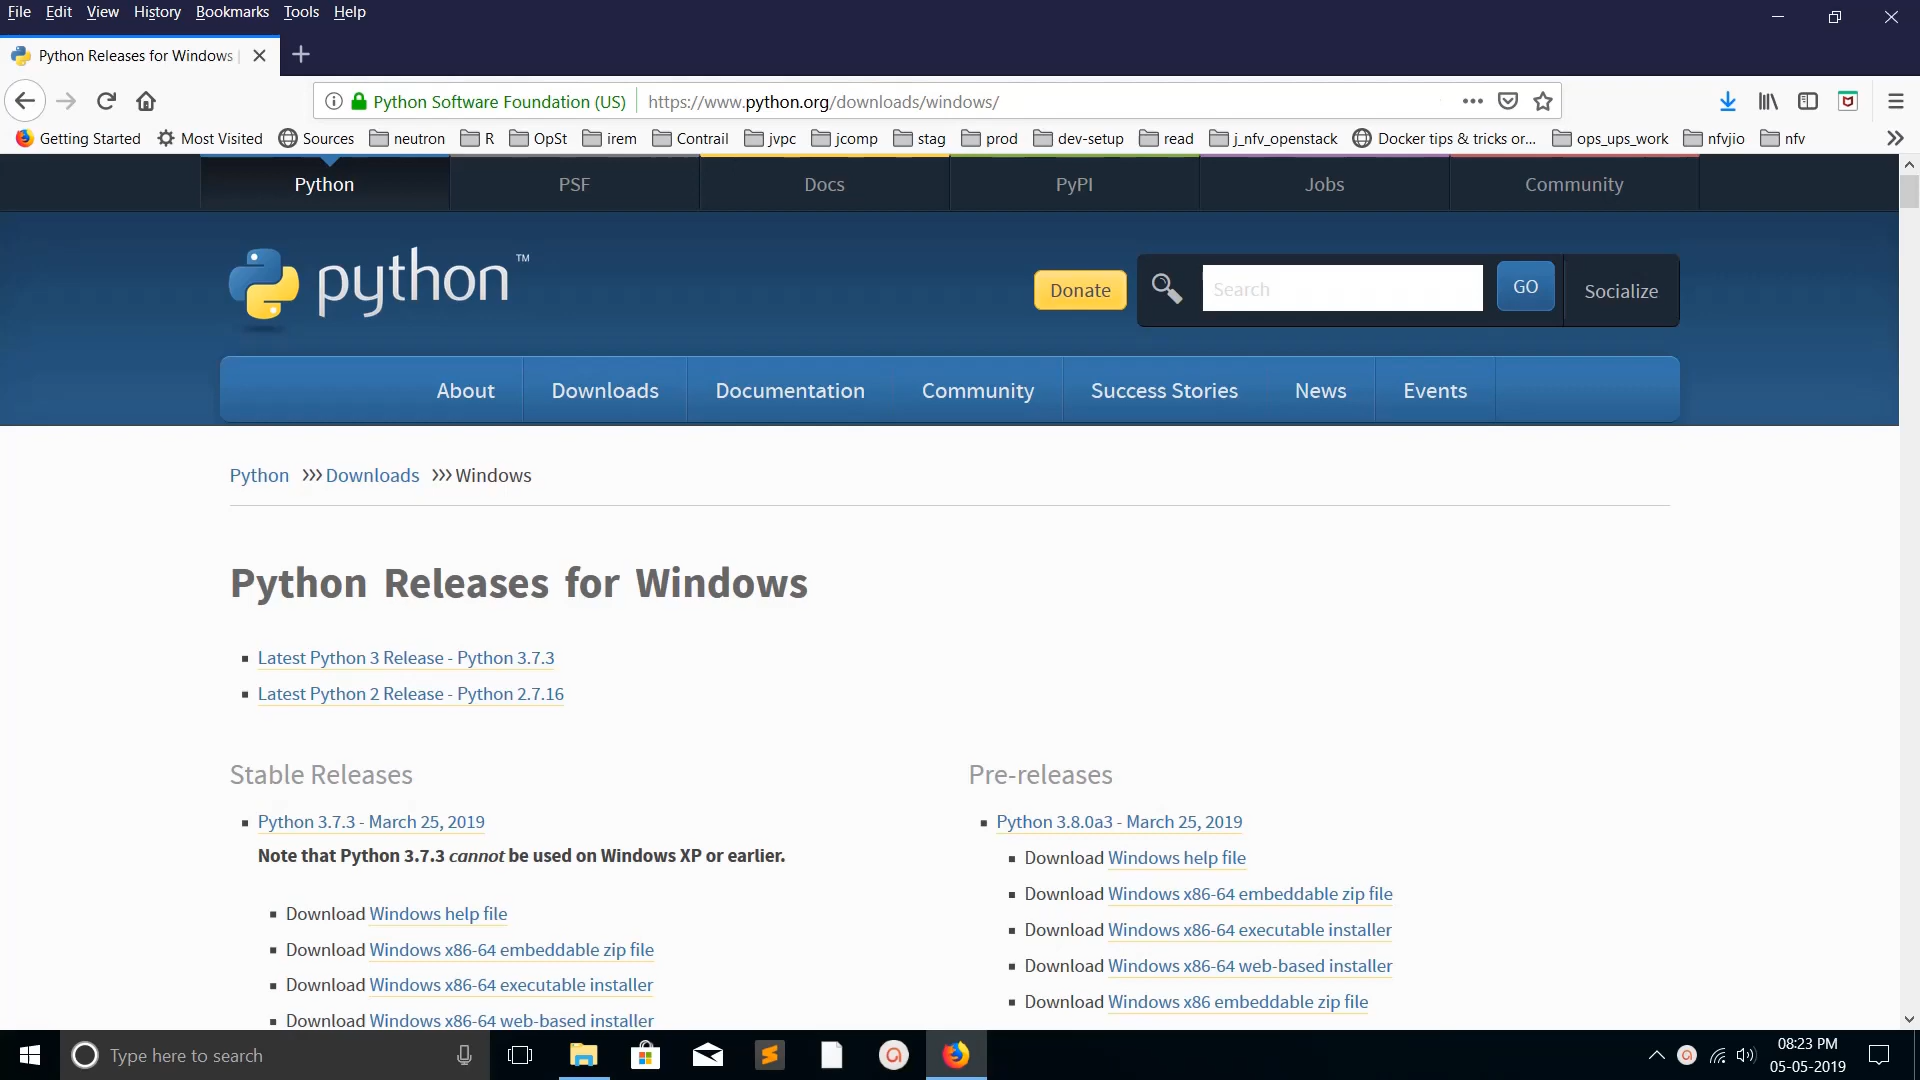 File Edit View History Bookmarks Tools Help
Python Releases for Windows
Python Software Foundation (US) https://www.python.org/downloads/windows/
Getting Started Most Visited Sources neutron R OpSt irem Contrail jvpc jcomp stag prod dev-setup read j_nfv_openstack Docker tips & tricks or... ops_ups_work nfvjio nfv
Python PSF Docs PyPI Jobs Community
python™
Donate Search GO Socialize
About Downloads Documentation Community Success Stories News Events
Python >>> Downloads >>> Windows
Python Releases for Windows
Latest Python 3 Release - Python 3.7.3
Latest Python 2 Release - Python 2.7.16
Stable Releases
Python 3.7.3 - March 25, 2019
Note that Python 3.7.3 cannot be used on Windows XP or earlier.
Download Windows help file
Download Windows x86-64 embeddable zip file
Download Windows x86-64 executable installer
Download Windows x86-64 web-based installer
Pre-releases
Python 3.8.0a3 - March 25, 2019
Download Windows help file
Download Windows x86-64 embeddable zip file
Download Windows x86-64 executable installer
Download Windows x86-64 web-based installer
Download Windows x86 embeddable zip file
Type here to search
08:23 PM
05-05-2019